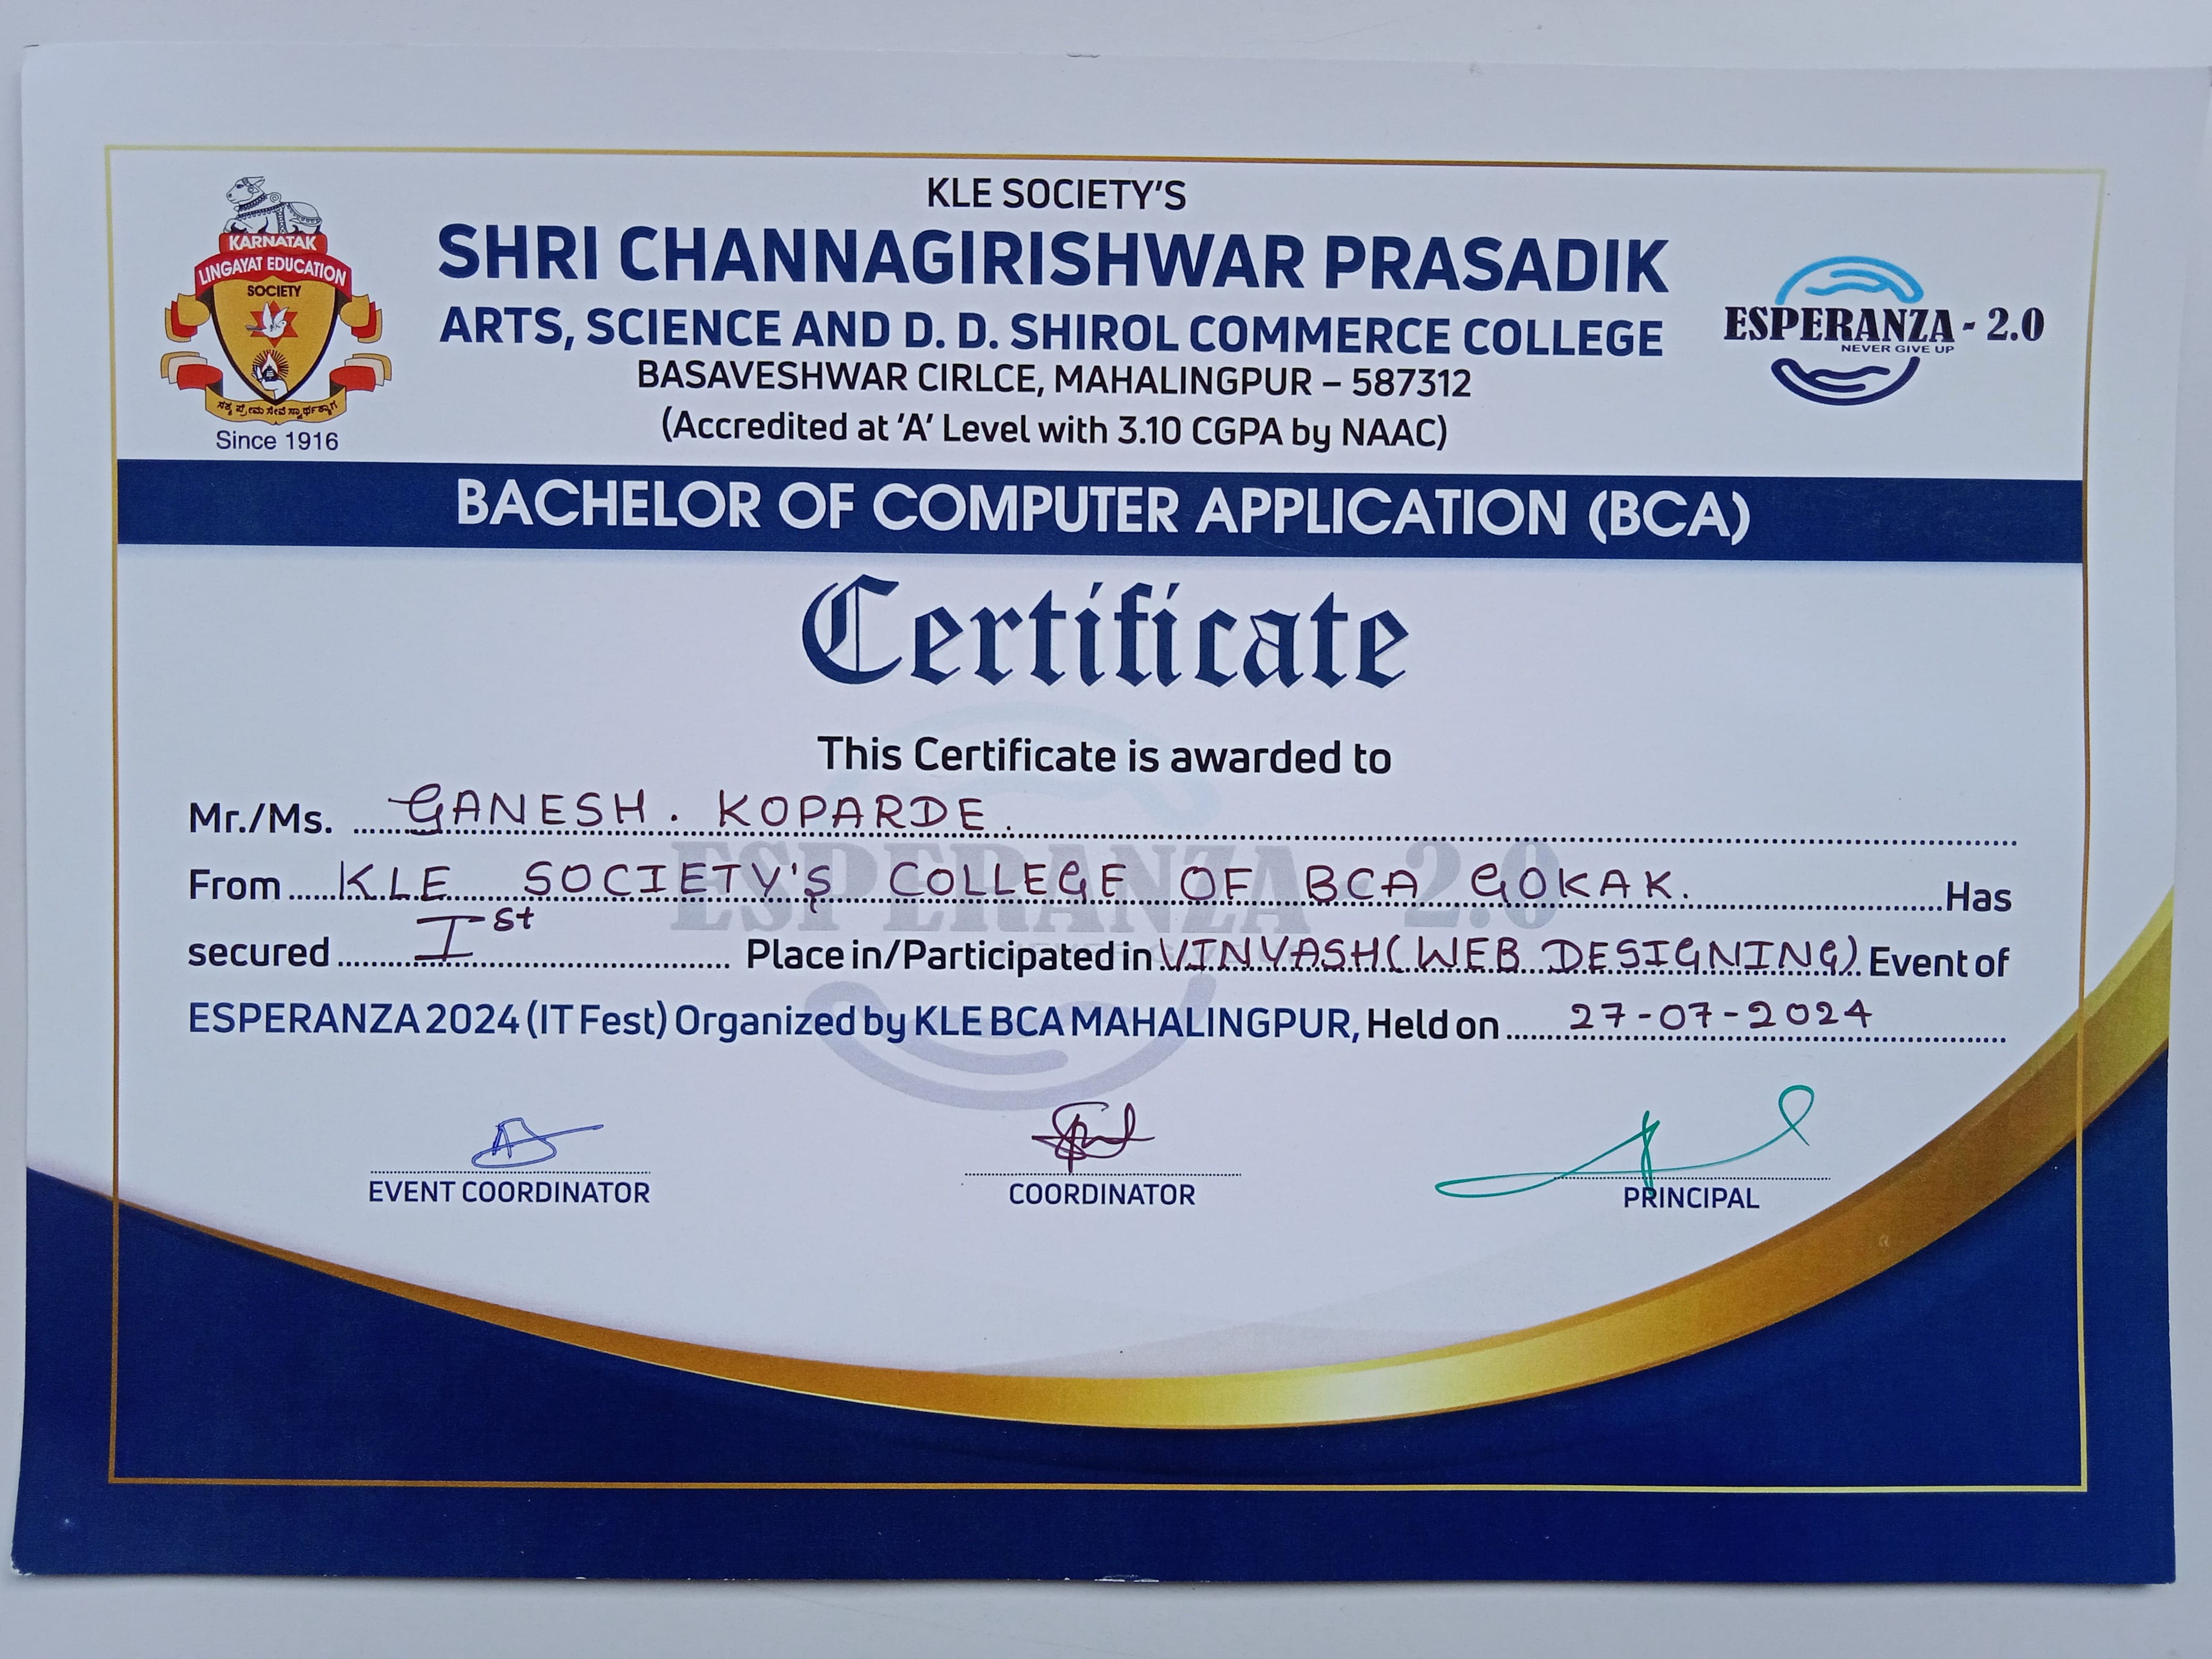 KLE SOCIETY'S
SHRI CHANNAGIRISHWAR PRASADIK
ARTS, SCIENCE AND D. D. SHIROL COMMERCE COLLEGE
BASAVESHWAR CIRLCE, MAHALINGPUR – 587312
(Accredited at 'A' Level with 3.10 CGPA by NAAC)
KARNATAK
LINGAYAT EDUCATION
SOCIETY
ಸತ್ಯ ಪ್ರೇಮ ಸೇವೆ ಸ್ವಾರ್ಥತ್ಯಾಗ
Since 1916
ESPERANZA - 2.0
NEVER GIVE UP
BACHELOR OF COMPUTER APPLICATION (BCA)
Certificate
This Certificate is awarded to
Mr./Ms. GANESH. KOPARDE.
From KLE SOCIETY'S COLLEGE OF BCA GOKAK. Has
secured Ist Place in/Participated in VINYASH (WEB DESIGNING) Event of
ESPERANZA 2024 (IT Fest) Organized by KLE BCA MAHALINGPUR, Held on 27-07-2024
ESPERANZA - 2.0
NEVER GIVE UP
EVENT COORDINATOR
COORDINATOR
PRINCIPAL